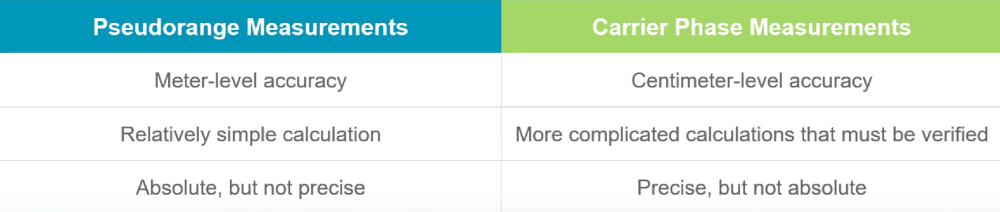 Pseudorange Measurements
Carrier Phase Measurements
Meter-level accuracy
Centimeter-level accuracy
Relatively simple calculation
More complicated calculations that must be verified
Absolute, but not precise
Precise, but not absolute